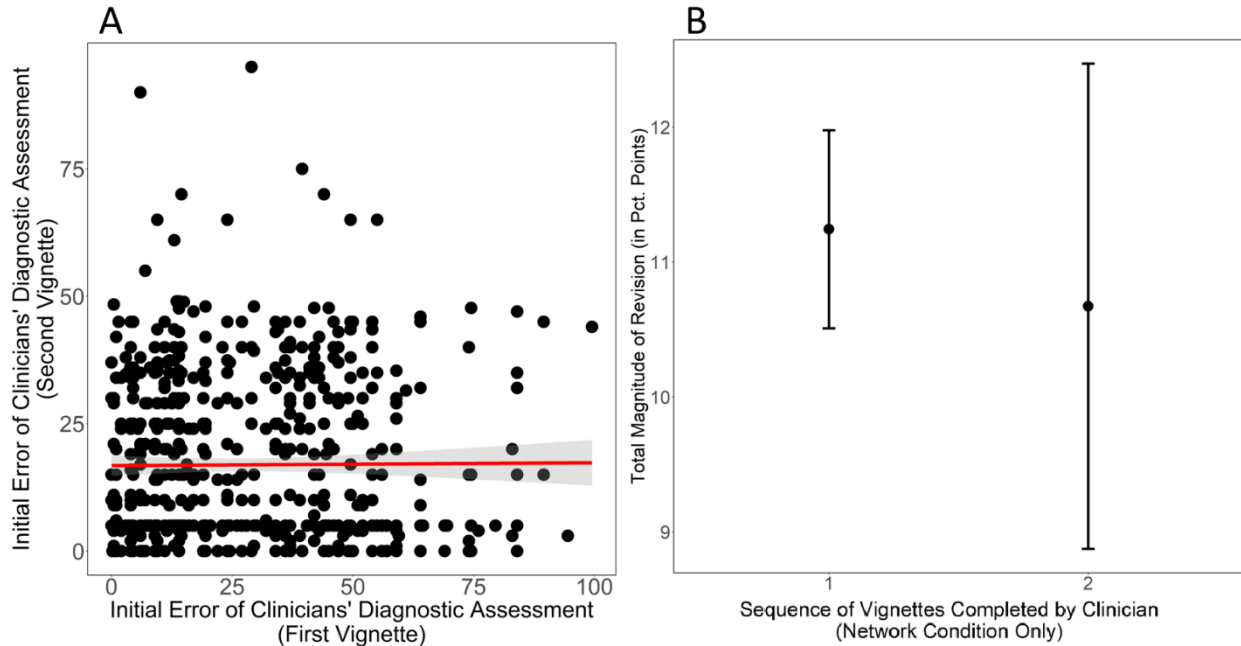 A
Initial Error of Clinicians' Diagnostic Assessment
(Second Vignette)
75
50
25
0
0 25 50 75 100
Initial Error of Clinicians' Diagnostic Assessment
(First Vignette)
B
Total Magnitude of Revision (in Pct. Points)
12
11
10
9
1 2
Sequence of Vignettes Completed by Clinician
(Network Condition Only)